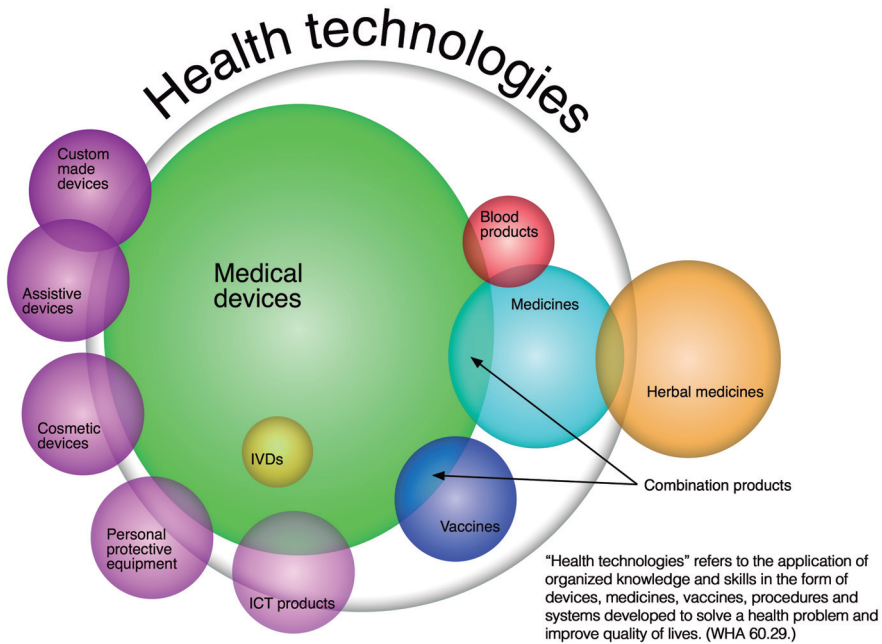 Health technologies
Custom
made
devices
Blood
products
Medical
devices
Assistive
devices
Medicines
Herbal medicines
Cosmetic
devices
IVDs
Combination products
Vaccines
Personal
protective
equipment
ICT products
“Health technologies” refers to the application of
organized knowledge and skills in the form of
devices, medicines, vaccines, procedures and
systems developed to solve a health problem and
improve quality of lives. (WHA 60.29.)